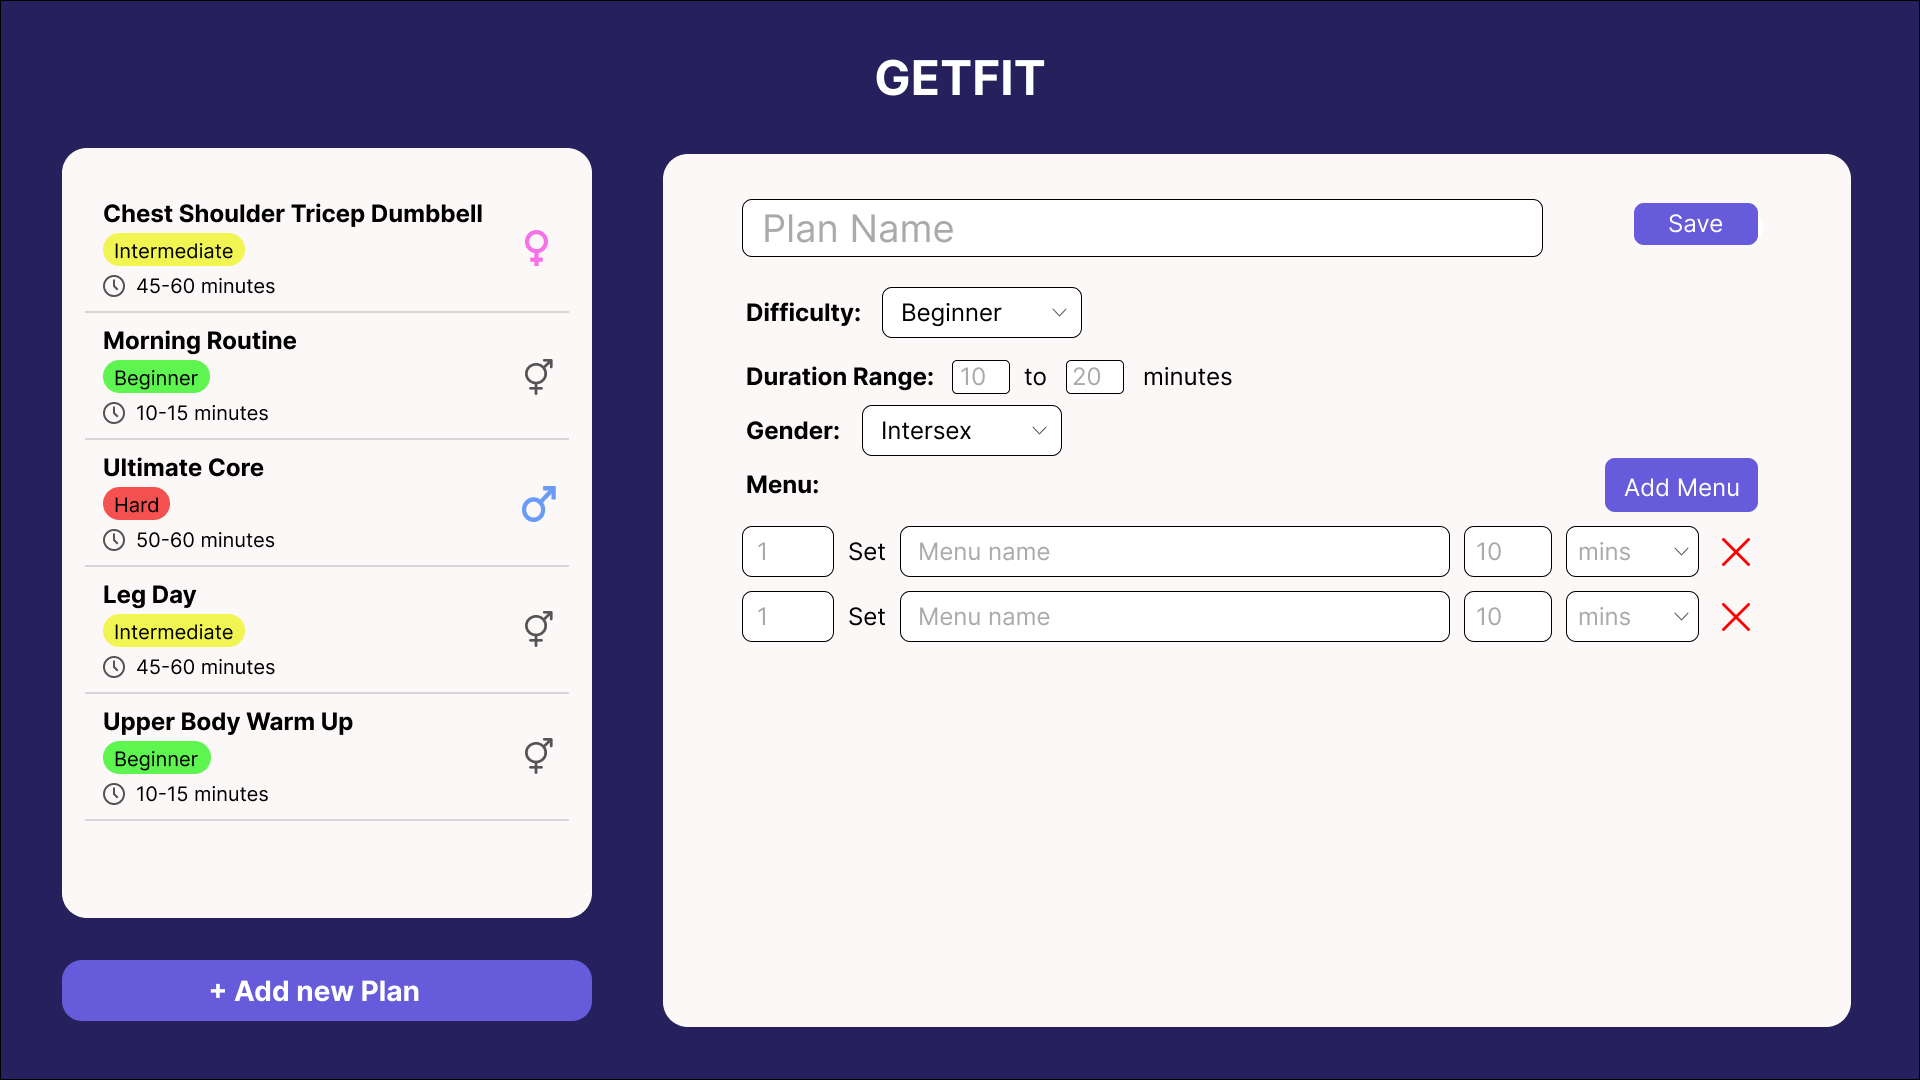 GETFIT
Chest Shoulder Tricep Dumbbell
Intermediate
45-60 minutes
Morning Routine
Beginner
10-15 minutes
Ultimate Core
Hard
50-60 minutes
Leg Day
Intermediate
45-60 minutes
Upper Body Warm Up
Beginner
10-15 minutes
+ Add new Plan
Plan Name
Save
Difficulty: Beginner
Duration Range: 10 to 20 minutes
Gender: Intersex
Menu:
Add Menu
1 Set Menu name 10 mins
1 Set Menu name 10 mins